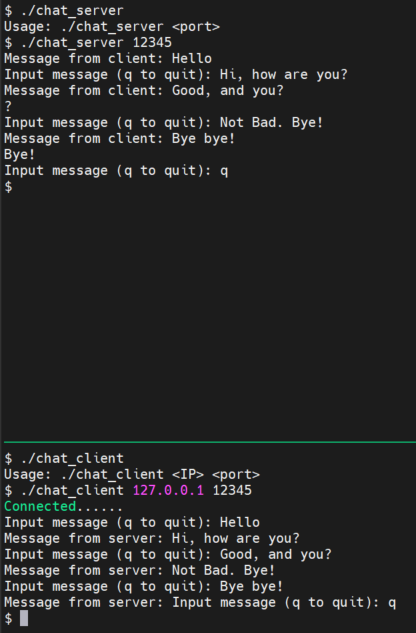 $ ./chat_server
Usage: ./chat_server <port>
$ ./chat_server 12345
Message from client: Hello
Input message (q to quit): Hi, how are you?
Message from client: Good, and you?
?
Input message (q to quit): Not Bad. Bye!
Message from client: Bye bye!
Bye!
Input message (q to quit): q
$
$ ./chat_client
Usage: ./chat_client <IP> <port>
$ ./chat_client 127.0.0.1 12345
Connected......
Input message (q to quit): Hello
Message from server: Hi, how are you?
Input message (q to quit): Good, and you?
Message from server: Not Bad. Bye!
Input message (q to quit): Bye bye!
Message from server: Input message (q to quit): q
$